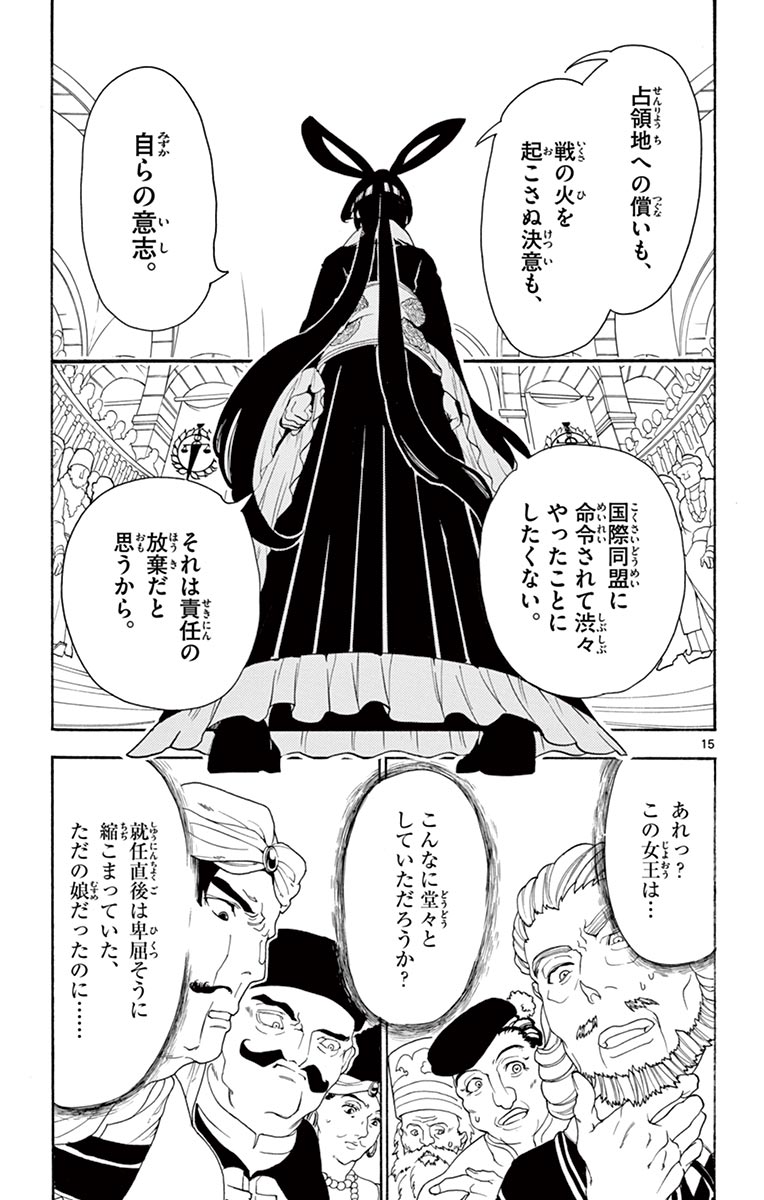 占領地への償いも、
戦の火を
起こさぬ決意も、
自らの意志。
国際同盟に
命令されて渋々
やったことに
したくない。
それは責任の
放棄だと
思うから。
15
あれっ?
この女王は…
こんなに堂々と
していただろうか?
就任直後は卑屈そうに
縮こまっていた、
ただの娘だったのに……